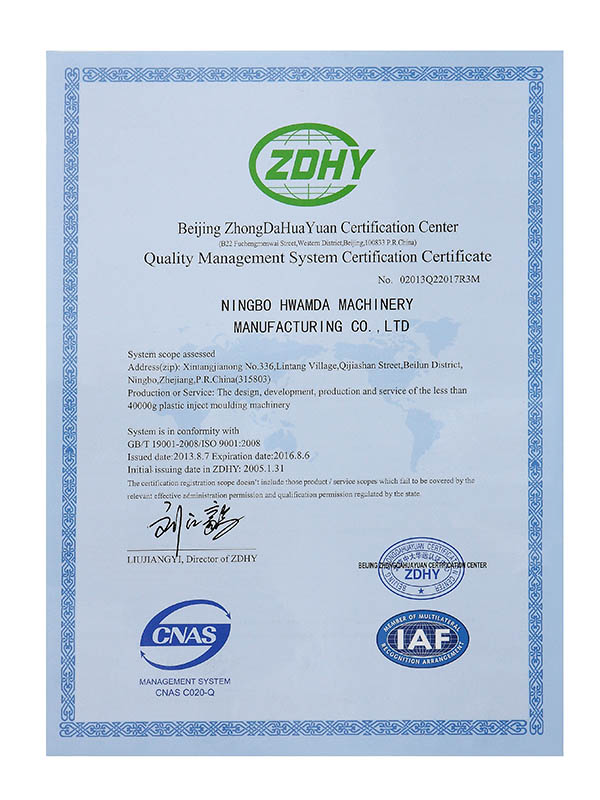 ZDHY
Beijing ZhongDaHuaYuan Certification Center
(B22 Fuchengmenwai Street,Western District,Beijing,100833 P.R.China)
Quality Management System Certification Certificate
No. 02013Q22017R3M
NINGBO HWAMDA MACHINERY
MANUFACTURING CO.,LTD
System scope assessed
Address(zip): Xintangjianong No.336,Lintang Village,Qijiashan Street,Beilun District,
Ningbo,Zhejiang,P.R.China(315803)
Production or Service: The design, development, production and service of the less than
40000g plastic inject moulding machinery
System is in conformity with
GB/T 19001-2008/ISO 9001:2008
Issued date:2013.8.7 Expiration date:2016.8.6
Initial issuing date in ZDHY: 2005.1.31
The certification registration scope doesn't include those product / service scopes which fail to be covered by the
relevant effective administration permission and qualification permission regulated by the state.
LIUJIANGYI, Director of ZDHY
BEIJING ZHONGDAHUAYUAN CERTIFICATION CENTER
ZDHY
CNAS
MANAGEMENT SYSTEM
CNAS C020-Q
MEMBER OF MULTILATERAL
IAF
RECOGNITION ARRANGEMENT